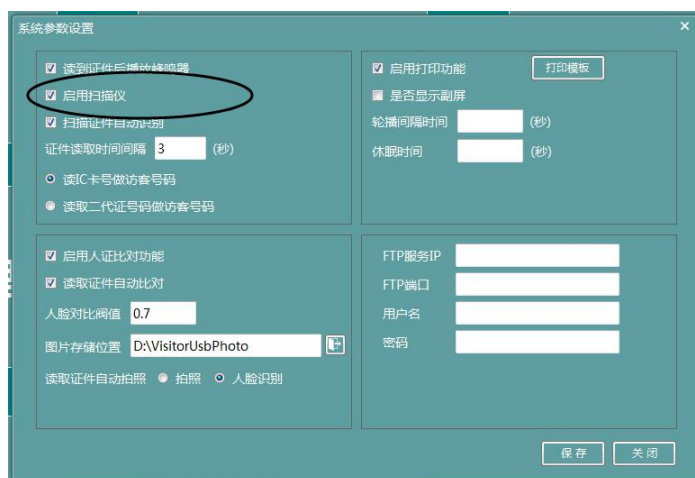 系统参数设置
×
读到证件后播放蜂鸣器
启用扫描仪
扫描证件自动识别
证件读取时间间隔 3 (秒)
读IC卡号做访客号码
读取二代证号码做访客号码
启用打印功能 打印模板
是否显示副屏
轮播间隔时间 (秒)
休眠时间 (秒)
启用人证比对功能
读取证件自动比对
人脸对比阀值 0.7
图片存储位置 D:\VisitorUsbPhoto
读取证件自动拍照 拍照 人脸识别
FTP服务IP
FTP端口
用户名
密码
保存 关闭